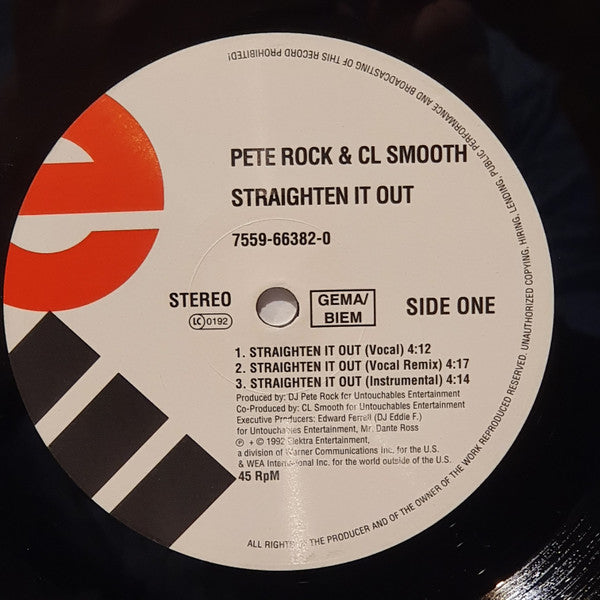 PETE ROCK & CL SMOOTH
STRAIGHTEN IT OUT
7559-66382-0
STEREO
LC 0192
GEMA/
BIEM
SIDE ONE
1. STRAIGHTEN IT OUT (Vocal) 4:12
2. STRAIGHTEN IT OUT (Vocal Remix) 4:17
3. STRAIGHTEN IT OUT (Instrumental) 4:14
Produced by: DJ Pete Rock for Untouchables Entertainment
Co-Produced by: CL Smooth for Untouchables Entertainment
Executive Producers: Edward Ferrell (DJ Eddie F.)
for Untouchables Entertainment, Mr. Dante Ross
℗ + © 1992 Elektra Entertainment,
a division of Warner Communications Inc. for the U.S.
& WEA International Inc. for the world outside of the U.S.
45 RpM
ALL RIGHTS OF THE PRODUCER AND OF THE OWNER OF THE WORK REPRODUCED RESERVED. UNAUTHORIZED COPYING, HIRING, LENDING, PUBLIC PERFORMANCE AND BROADCASTING OF THIS RECORD PROHIBITED!
e